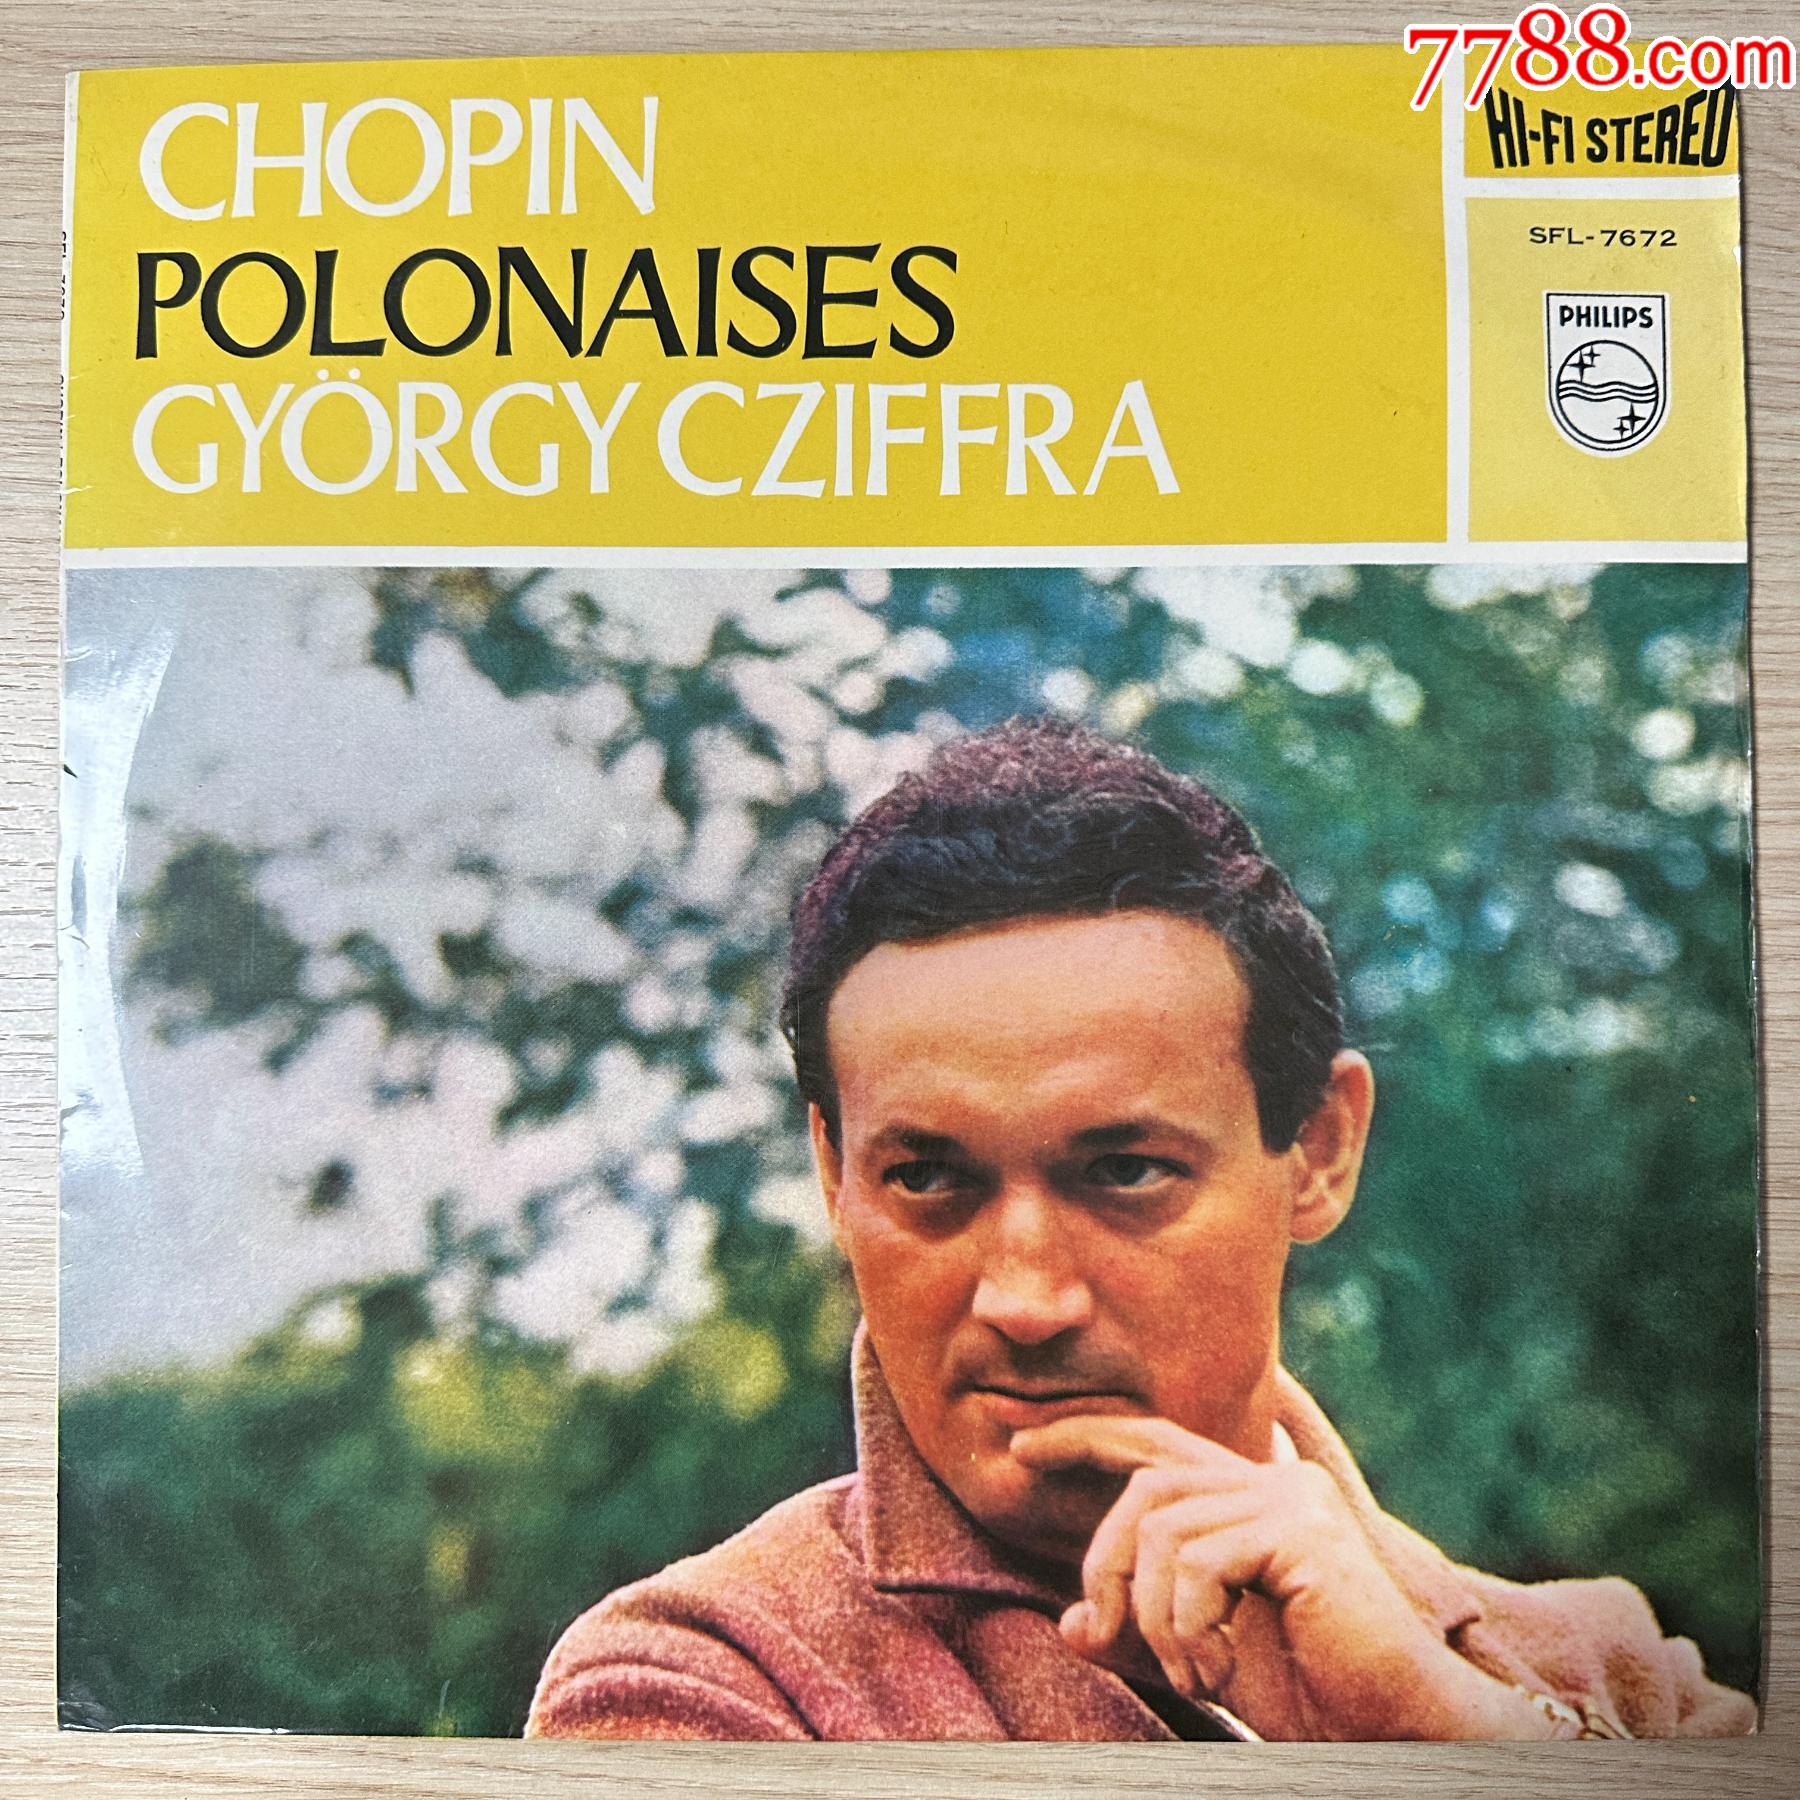 7788.com
CHOPIN
POLONAISES
GYÖRGY CZIFFRA
HI-FI STEREO
SFL-7672
PHILIPS